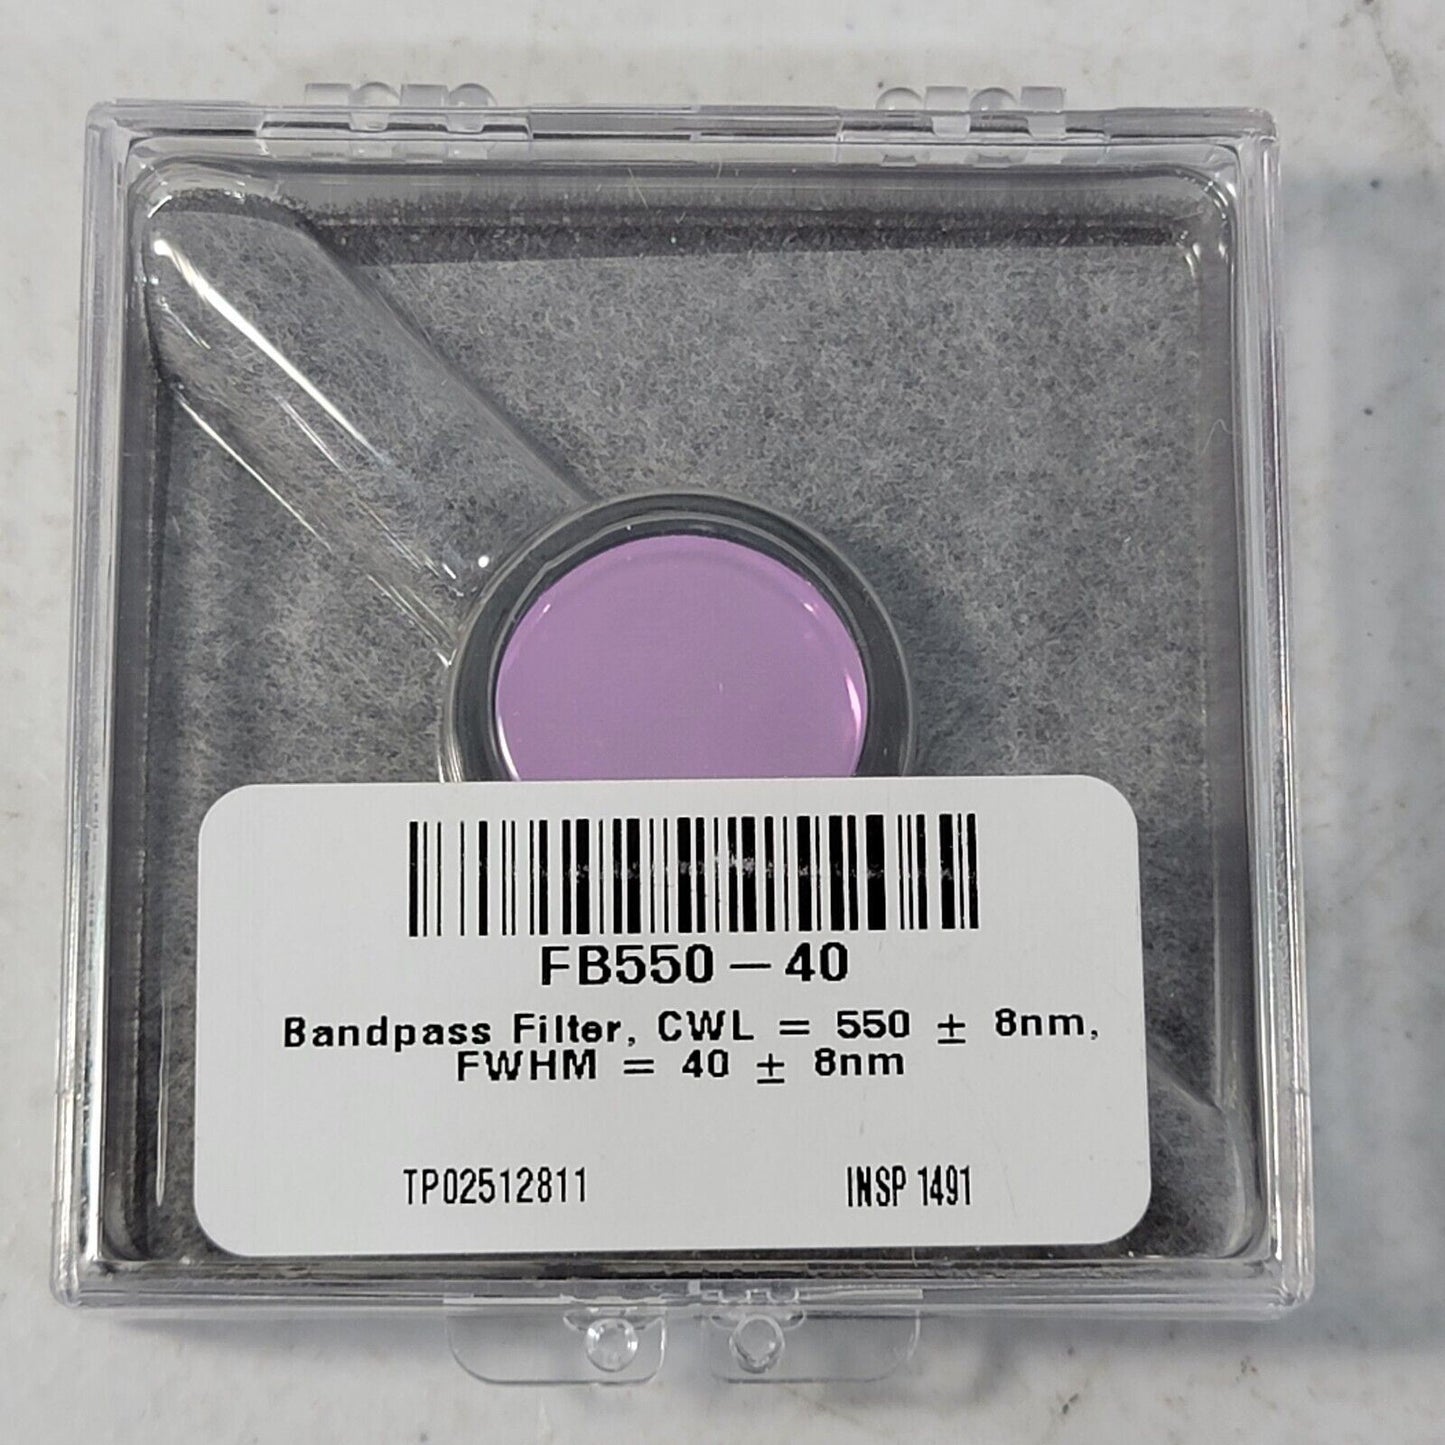 FB550-40
Bandpass Filter, CWL = 550 ± 8nm,
FWHM = 40 ± 8nm
TP02512811
INSP 1491